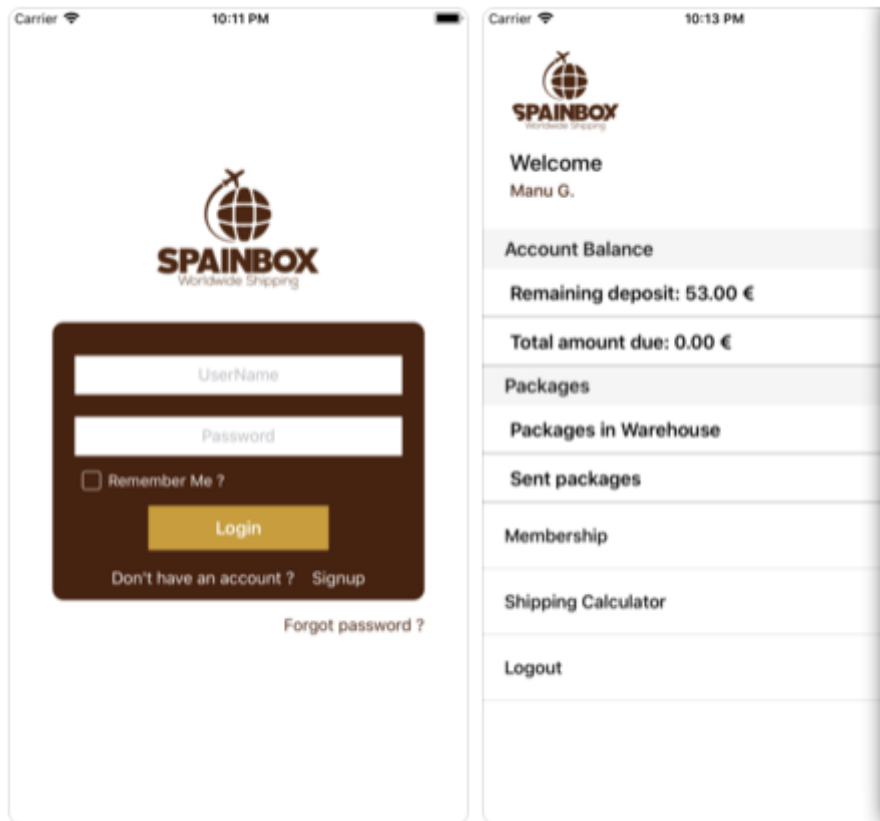 Carrier 10:11 PM
SPAINBOX
Worldwide Shipping
UserName
Password
Remember Me ?
Login
Don't have an account ? Signup
Forgot password ?
Carrier 10:13 PM
SPAINBOX
Worldwide Shipping
Welcome
Manu G.
Account Balance
Remaining deposit: 53.00 €
Total amount due: 0.00 €
Packages
Packages in Warehouse
Sent packages
Membership
Shipping Calculator
Logout